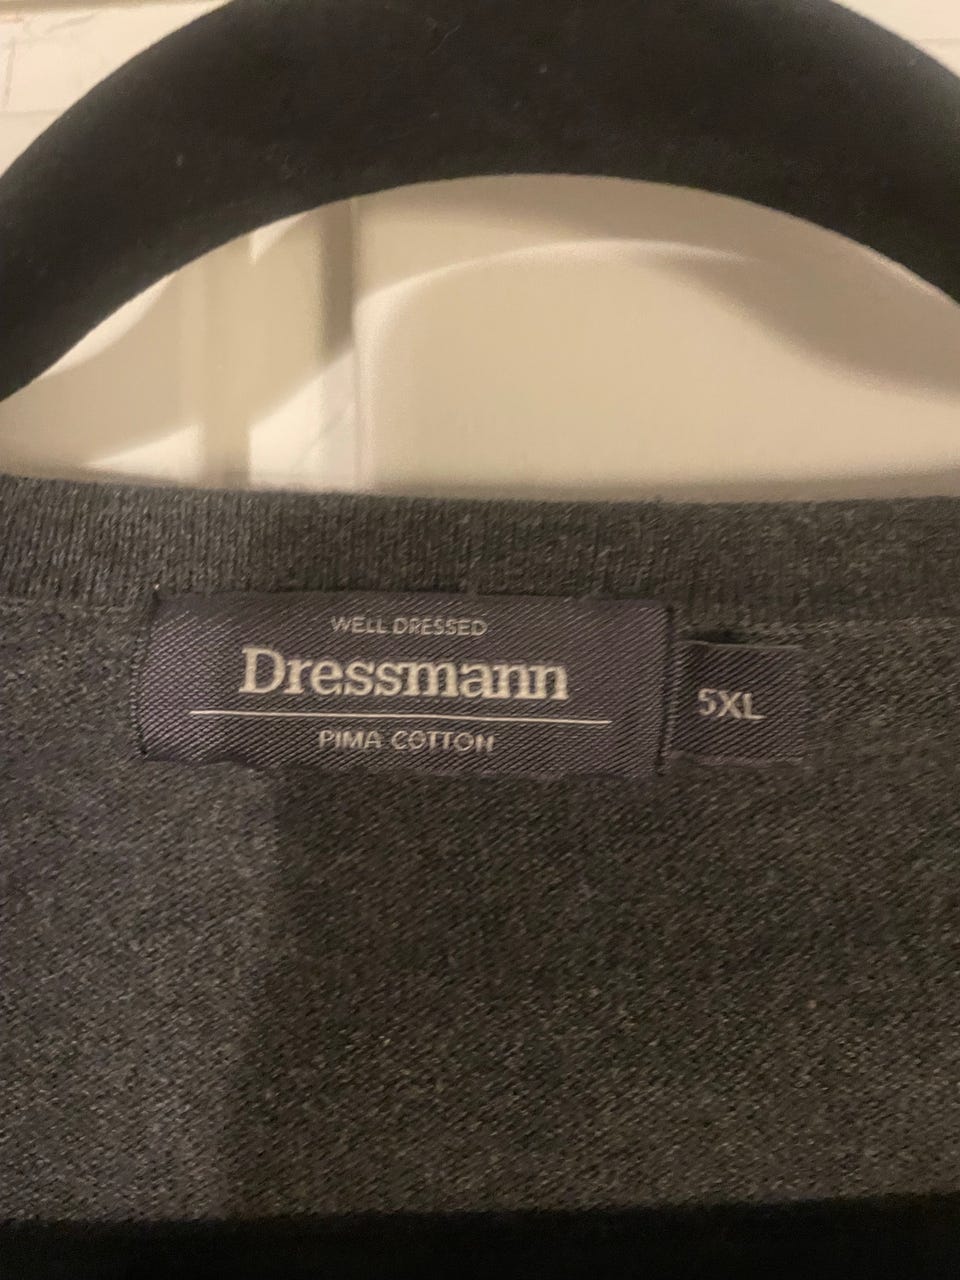 WELL DRESSED
Dressmann
PIMA COTTON
5XL